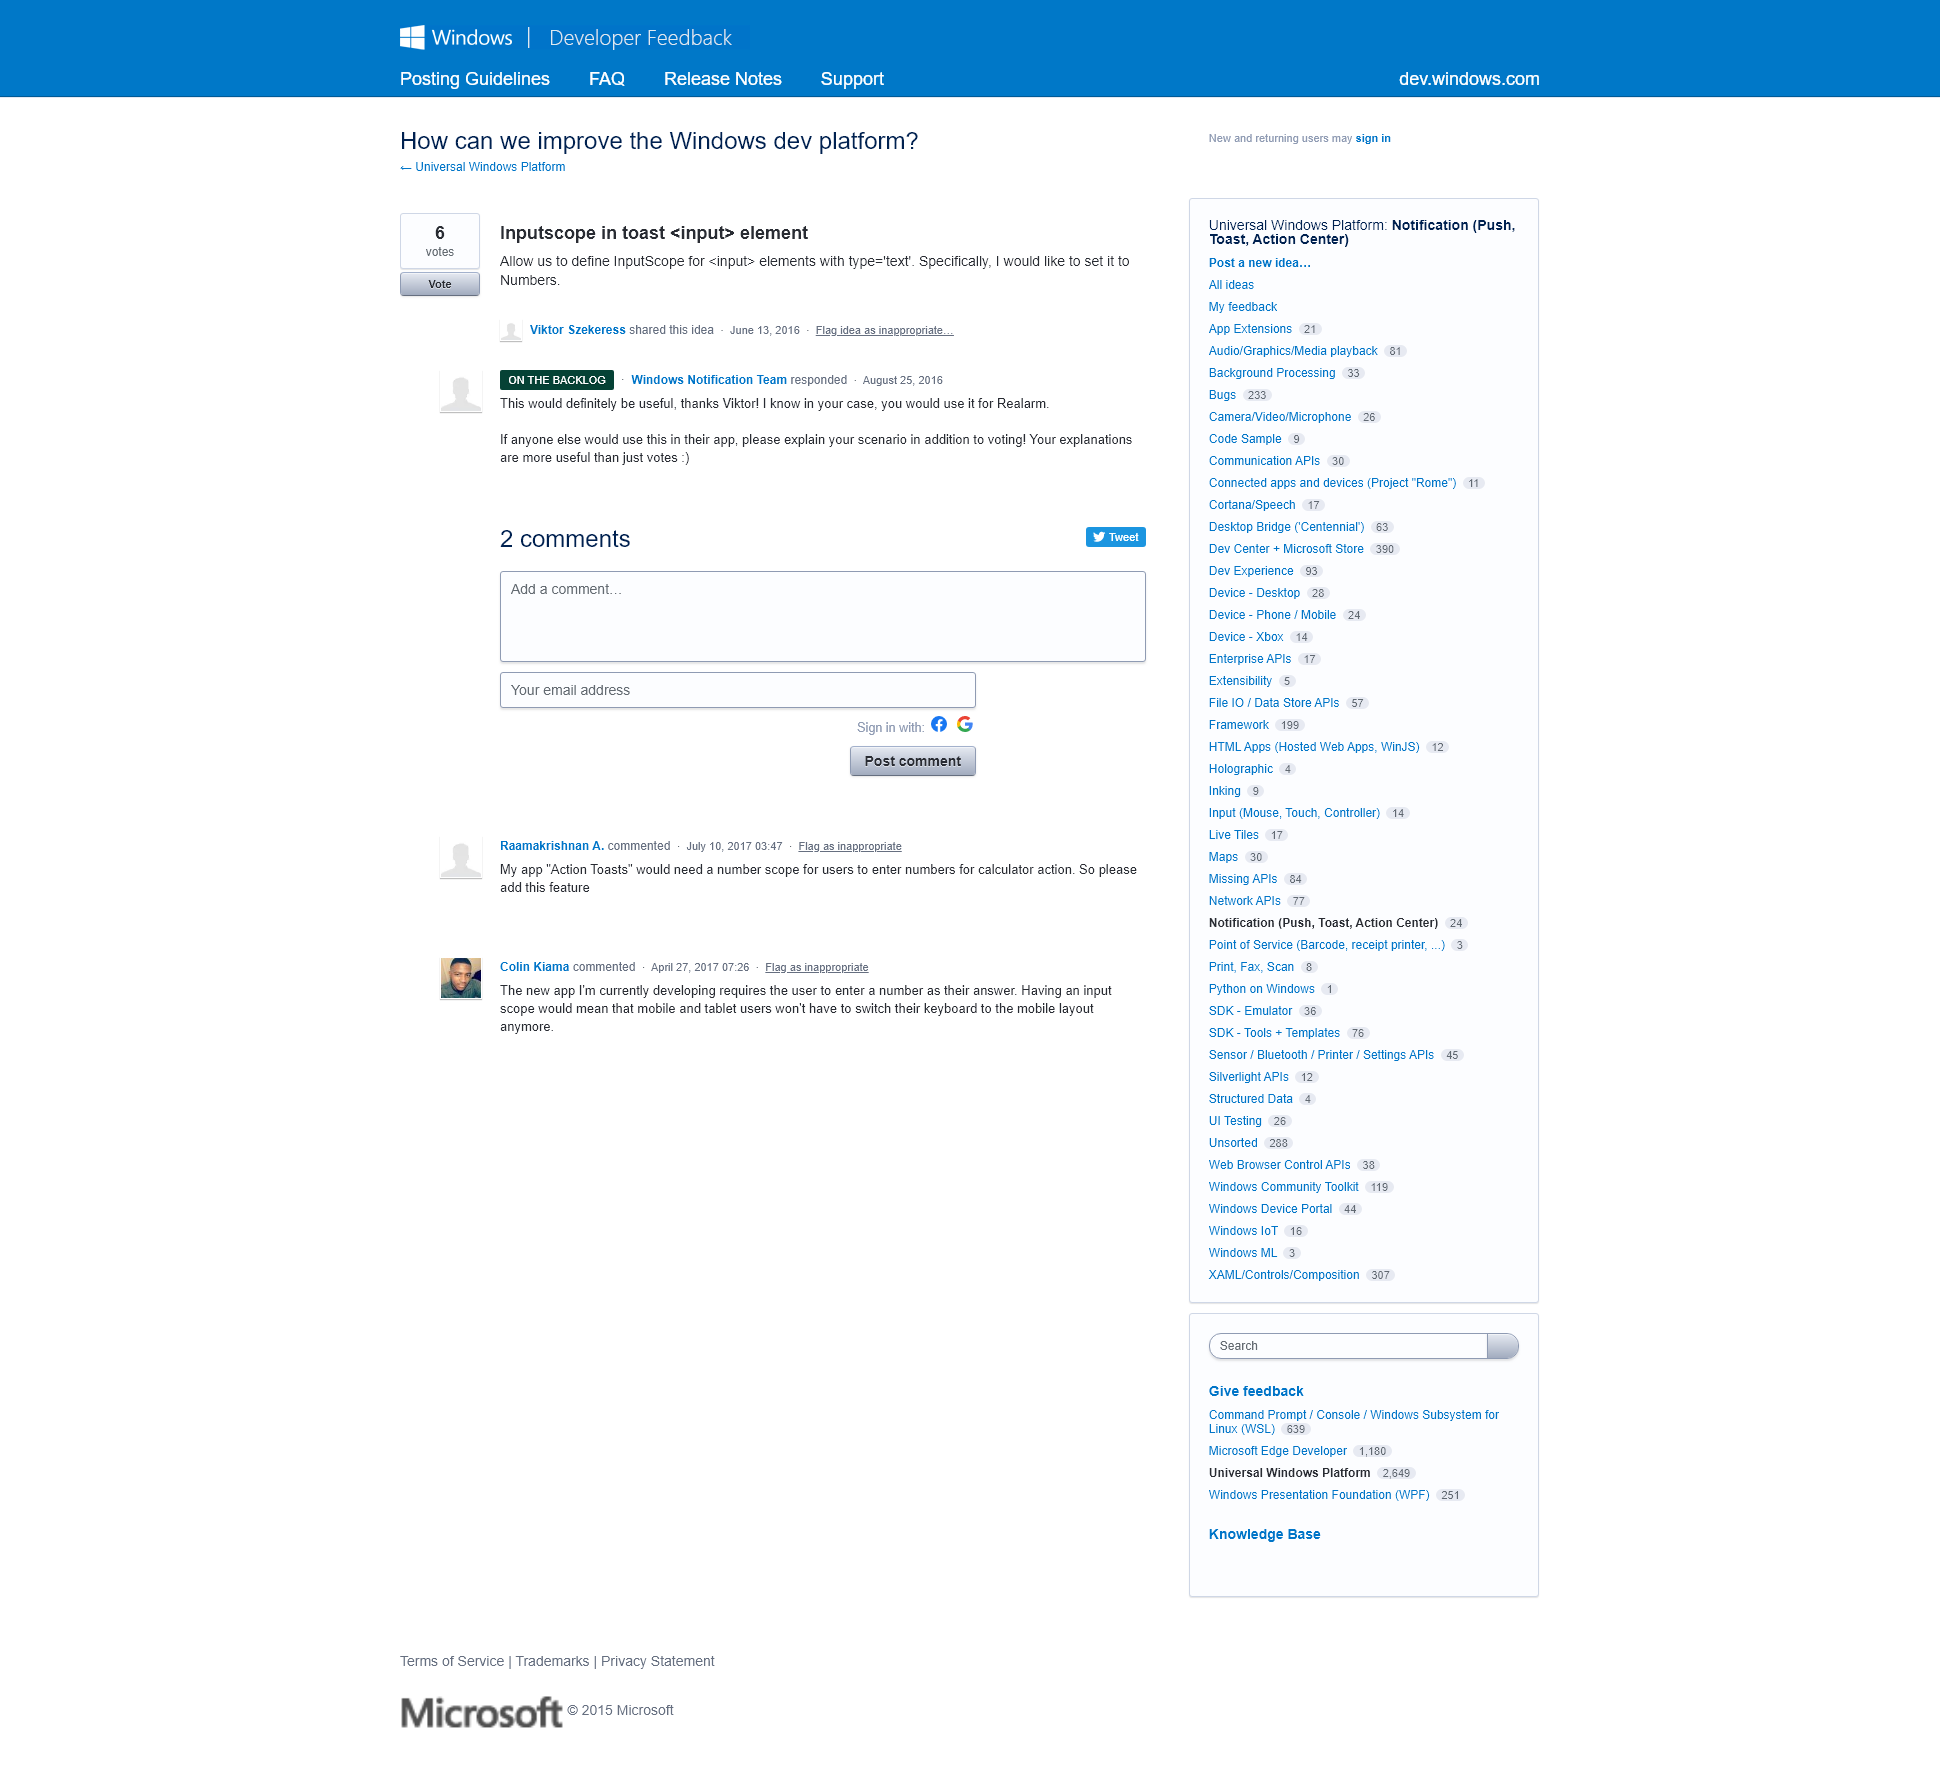 Windows | Developer Feedback
Posting Guidelines FAQ Release Notes Support dev.windows.com
How can we improve the Windows dev platform?
← Universal Windows Platform
New and returning users may sign in
6
votes
Vote
Inputscope in toast <input> element
Allow us to define InputScope for <input> elements with type='text'. Specifically, I would like to set it to
Numbers.
Viktor Szekeress shared this idea · June 13, 2016 · Flag idea as inappropriate…
ON THE BACKLOG · Windows Notification Team responded · August 25, 2016
This would definitely be useful, thanks Viktor! I know in your case, you would use it for Realarm.
If anyone else would use this in their app, please explain your scenario in addition to voting! Your explanations
are more useful than just votes :)
2 comments
Tweet
Add a comment…
Your email address
Sign in with:
Post comment
Raamakrishnan A. commented · July 10, 2017 03:47 · Flag as inappropriate
My app "Action Toasts" would need a number scope for users to enter numbers for calculator action. So please
add this feature
Colin Kiama commented · April 27, 2017 07:26 · Flag as inappropriate
The new app I'm currently developing requires the user to enter a number as their answer. Having an input
scope would mean that mobile and tablet users won't have to switch their keyboard to the mobile layout
anymore.
Universal Windows Platform: Notification (Push,
Toast, Action Center)
Post a new idea…
All ideas
My feedback
App Extensions 21
Audio/Graphics/Media playback 81
Background Processing 33
Bugs 233
Camera/Video/Microphone 26
Code Sample 9
Communication APIs 30
Connected apps and devices (Project "Rome") 11
Cortana/Speech 17
Desktop Bridge ('Centennial') 63
Dev Center + Microsoft Store 390
Dev Experience 93
Device - Desktop 28
Device - Phone / Mobile 24
Device - Xbox 14
Enterprise APIs 17
Extensibility 5
File IO / Data Store APIs 57
Framework 199
HTML Apps (Hosted Web Apps, WinJS) 12
Holographic 4
Inking 9
Input (Mouse, Touch, Controller) 14
Live Tiles 17
Maps 30
Missing APIs 84
Network APIs 77
Notification (Push, Toast, Action Center) 24
Point of Service (Barcode, receipt printer, ...) 3
Print, Fax, Scan 8
Python on Windows 1
SDK - Emulator 36
SDK - Tools + Templates 76
Sensor / Bluetooth / Printer / Settings APIs 45
Silverlight APIs 12
Structured Data 4
UI Testing 26
Unsorted 288
Web Browser Control APIs 38
Windows Community Toolkit 119
Windows Device Portal 44
Windows IoT 16
Windows ML 3
XAML/Controls/Composition 307
Search
Give feedback
Command Prompt / Console / Windows Subsystem for
Linux (WSL) 639
Microsoft Edge Developer 1,180
Universal Windows Platform 2,649
Windows Presentation Foundation (WPF) 251
Knowledge Base
Terms of Service | Trademarks | Privacy Statement
Microsoft © 2015 Microsoft